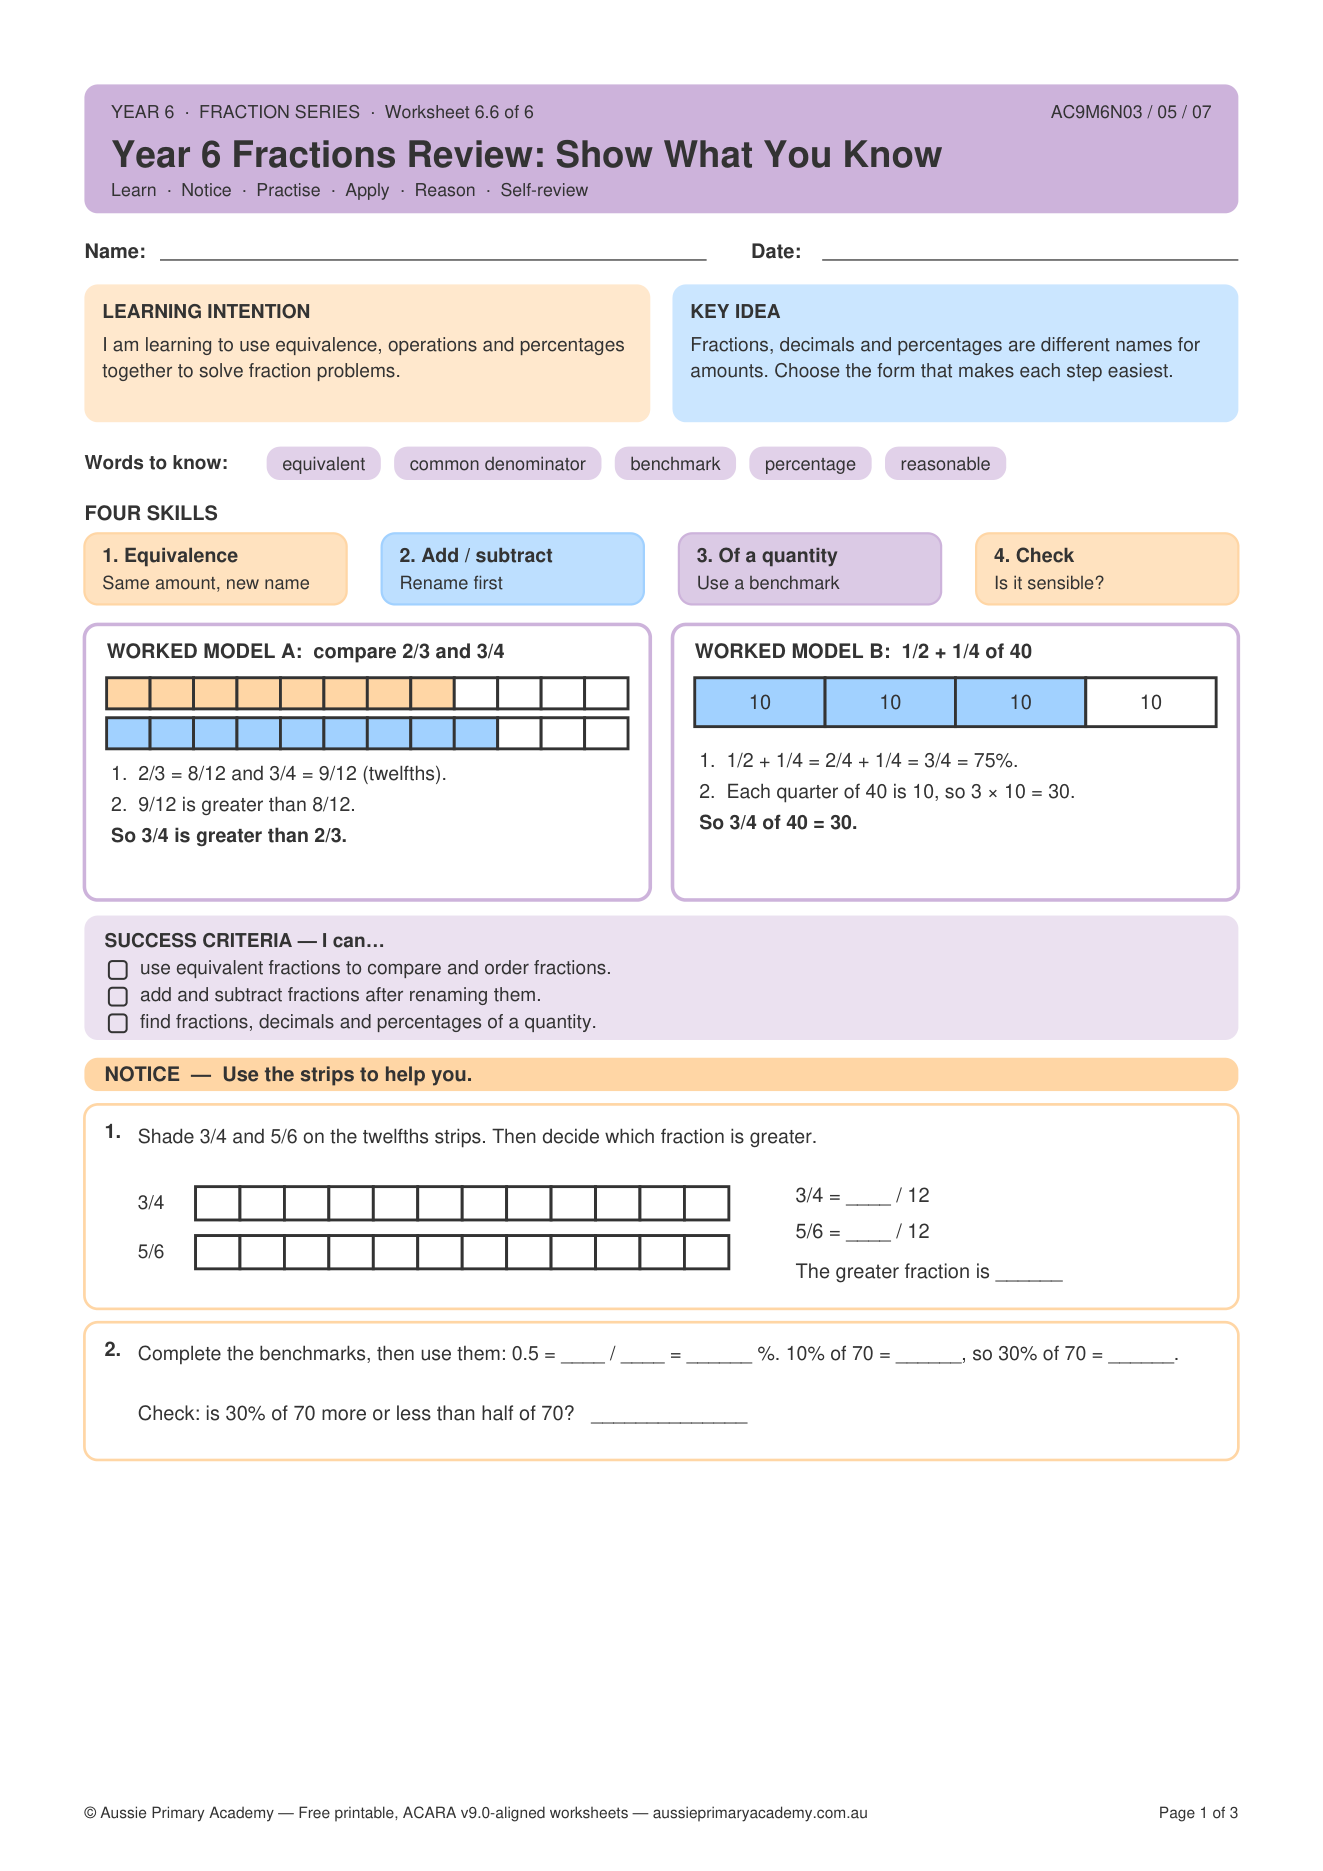 YEAR 6 · FRACTION SERIES · Worksheet 6.6 of 6 AC9M6N03 / 05 / 07
Year 6 Fractions Review: Show What You Know
Learn · Notice · Practise · Apply · Reason · Self-review
Name: ____ Date: ____
LEARNING INTENTION
I am learning to use equivalence, operations and percentages
together to solve fraction problems.
KEY IDEA
Fractions, decimals and percentages are different names for
amounts. Choose the form that makes each step easiest.
Words to know: equivalent common denominator benchmark percentage reasonable
FOUR SKILLS
1. Equivalence
Same amount, new name
2. Add / subtract
Rename first
3. Of a quantity
Use a benchmark
4. Check
Is it sensible?
WORKED MODEL A: compare 2/3 and 3/4
1. 2/3 = 8/12 and 3/4 = 9/12 (twelfths).
2. 9/12 is greater than 8/12.
So 3/4 is greater than 2/3.
WORKED MODEL B: 1/2 + 1/4 of 40
10 10 10 10
1. 1/2 + 1/4 = 2/4 + 1/4 = 3/4 = 75%.
2. Each quarter of 40 is 10, so 3 × 10 = 30.
So 3/4 of 40 = 30.
SUCCESS CRITERIA — I can…
use equivalent fractions to compare and order fractions.
add and subtract fractions after renaming them.
find fractions, decimals and percentages of a quantity.
NOTICE — Use the strips to help you.
1. Shade 3/4 and 5/6 on the twelfths strips. Then decide which fraction is greater.
3/4
5/6
3/4 = ____ / 12
5/6 = ____ / 12
The greater fraction is ______
2. Complete the benchmarks, then use them: 0.5 = ____ / ____ = ______ %. 10% of 70 = ______, so 30% of 70 = ______.
Check: is 30% of 70 more or less than half of 70? ______________
© Aussie Primary Academy — Free printable, ACARA v9.0-aligned worksheets — aussieprimaryacademy.com.au Page 1 of 3